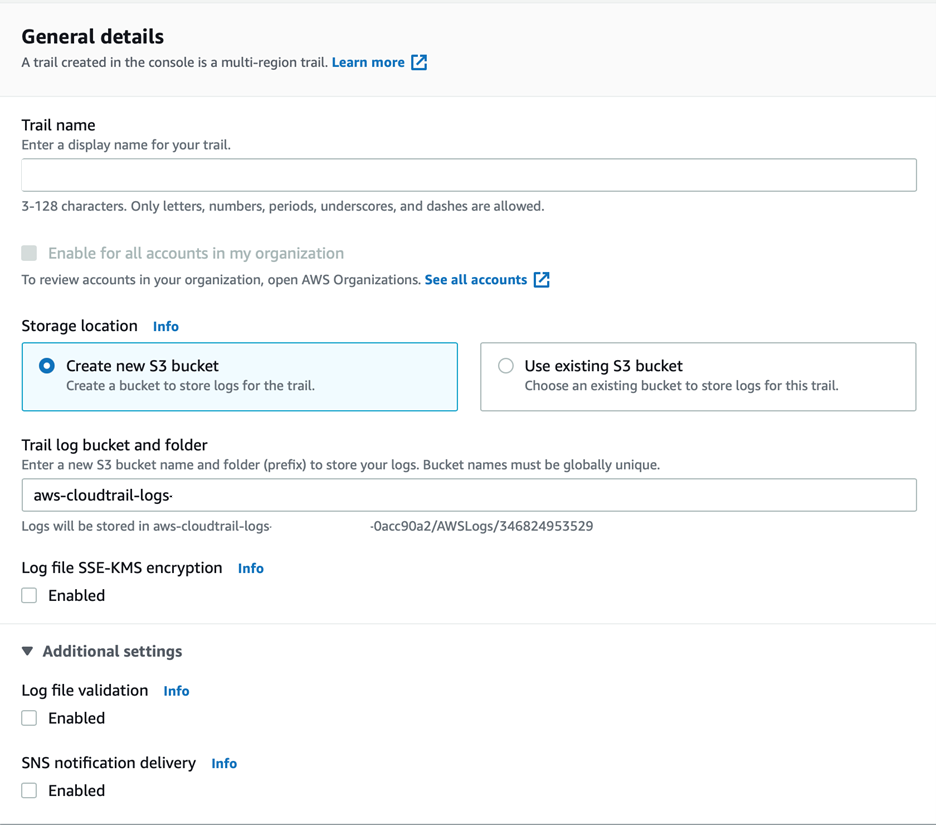 General details
A trail created in the console is a multi-region trail. Learn more
Trail name
Enter a display name for your trail.
3-128 characters. Only letters, numbers, periods, underscores, and dashes are allowed.
Enable for all accounts in my organization
To review accounts in your organization, open AWS Organizations. See all accounts
Storage location Info
Create new S3 bucket
Create a bucket to store logs for the trail.
Use existing S3 bucket
Choose an existing bucket to store logs for this trail.
Trail log bucket and folder
Enter a new S3 bucket name and folder (prefix) to store your logs. Bucket names must be globally unique.
aws-cloudtrail-logs-
Logs will be stored in aws-cloudtrail-logs- -0acc90a2/AWSLogs/346824953529
Log file SSE-KMS encryption Info
Enabled
Additional settings
Log file validation Info
Enabled
SNS notification delivery Info
Enabled